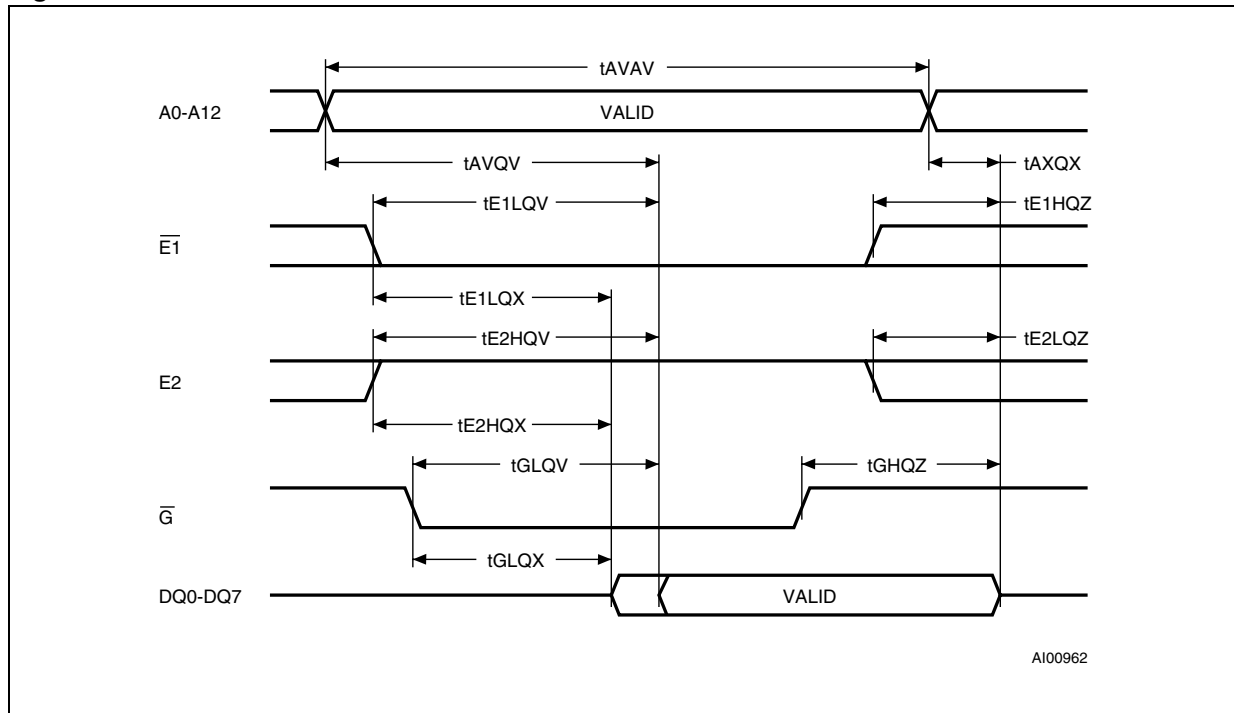 tAVAV
A0-A12 VALID
tAVQV tAXQX
tE1LQV tE1HQZ
E1
tE1LQX
tE2HQV tE2LQZ
E2
tE2HQX
tGLQV tGHQZ
G
tGLQX
DQ0-DQ7 VALID
AI00962